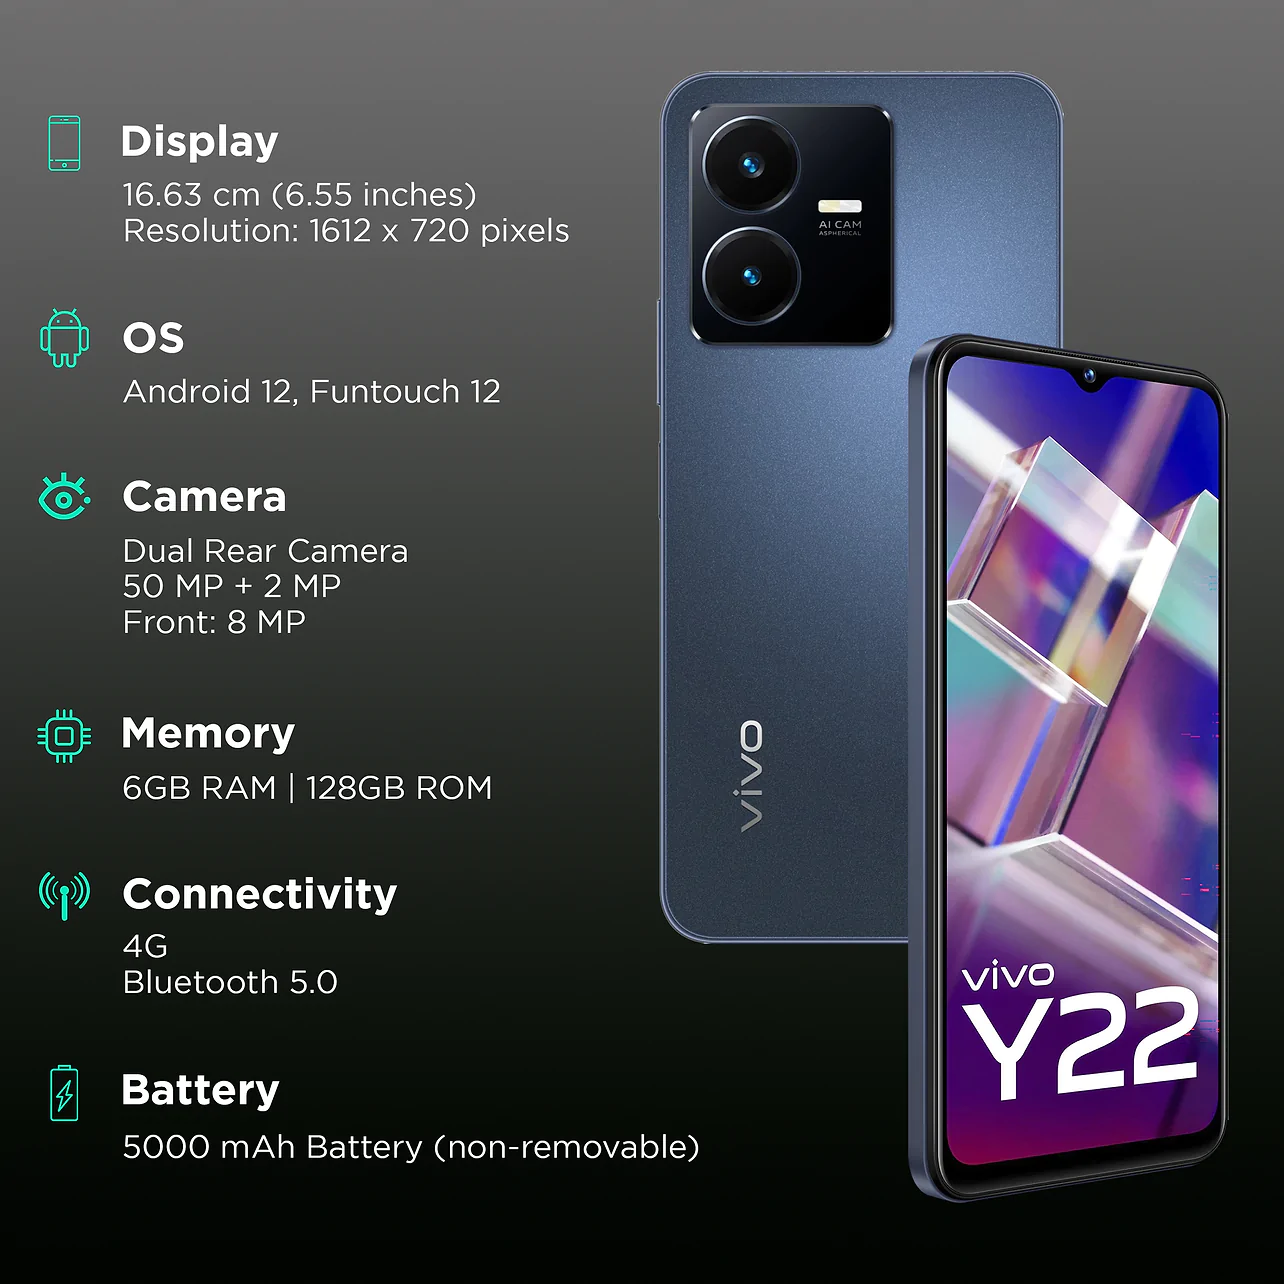 Display
16.63 cm (6.55 inches)
Resolution: 1612 x 720 pixels
OS
Android 12, Funtouch 12
Camera
Dual Rear Camera
50 MP + 2 MP
Front: 8 MP
Memory
6GB RAM | 128GB ROM
Connectivity
4G
Bluetooth 5.0
Battery
5000 mAh Battery (non-removable)
AI CAM
ASPHERICAL
vivo
vivo
Y22